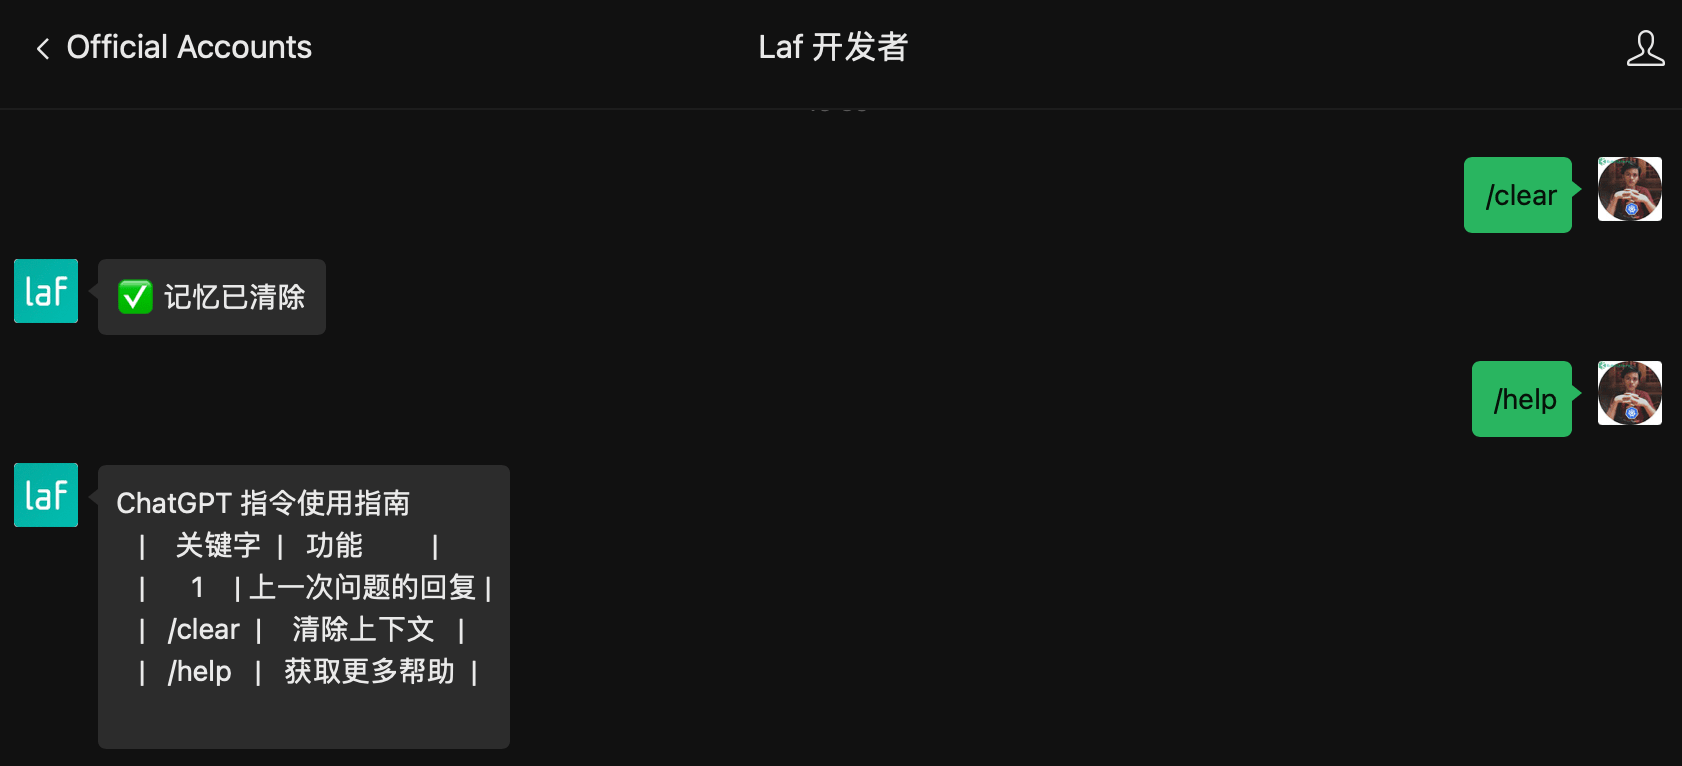 Official Accounts
Laf 开发者
/clear
laf
✅ 记忆已清除
/help
laf
ChatGPT 指令使用指南
| 关键字 | 功能 |
| 1 | 上一次问题的回复 |
| /clear | 清除上下文 |
| /help | 获取更多帮助 |